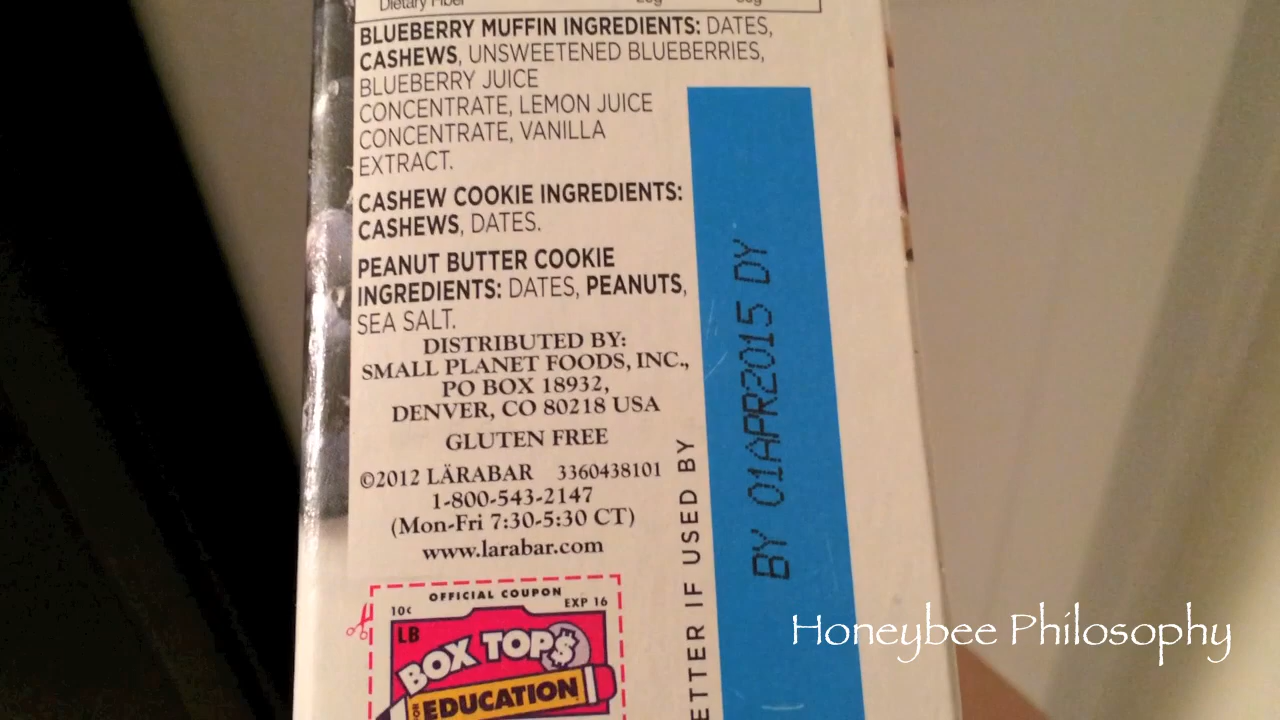 Dietary Fiber
BLUEBERRY MUFFIN INGREDIENTS: DATES,
CASHEWS, UNSWEETENED BLUEBERRIES,
BLUEBERRY JUICE
CONCENTRATE, LEMON JUICE
CONCENTRATE, VANILLA
EXTRACT.
CASHEW COOKIE INGREDIENTS:
CASHEWS, DATES.
PEANUT BUTTER COOKIE
INGREDIENTS: DATES, PEANUTS,
SEA SALT.
DISTRIBUTED BY:
SMALL PLANET FOODS, INC.,
PO BOX 18932,
DENVER, CO 80218 USA
GLUTEN FREE
©2012 LÄRABAR 3360438101
1-800-543-2147
(Mon-Fri 7:30-5:30 CT)
www.larabar.com
OFFICIAL COUPON
10¢ EXP 16
LB
BOX TOPS
FOR EDUCATION
ETTER IF USED BY
BY 01APR2015 DY
Honeybee Philosophy